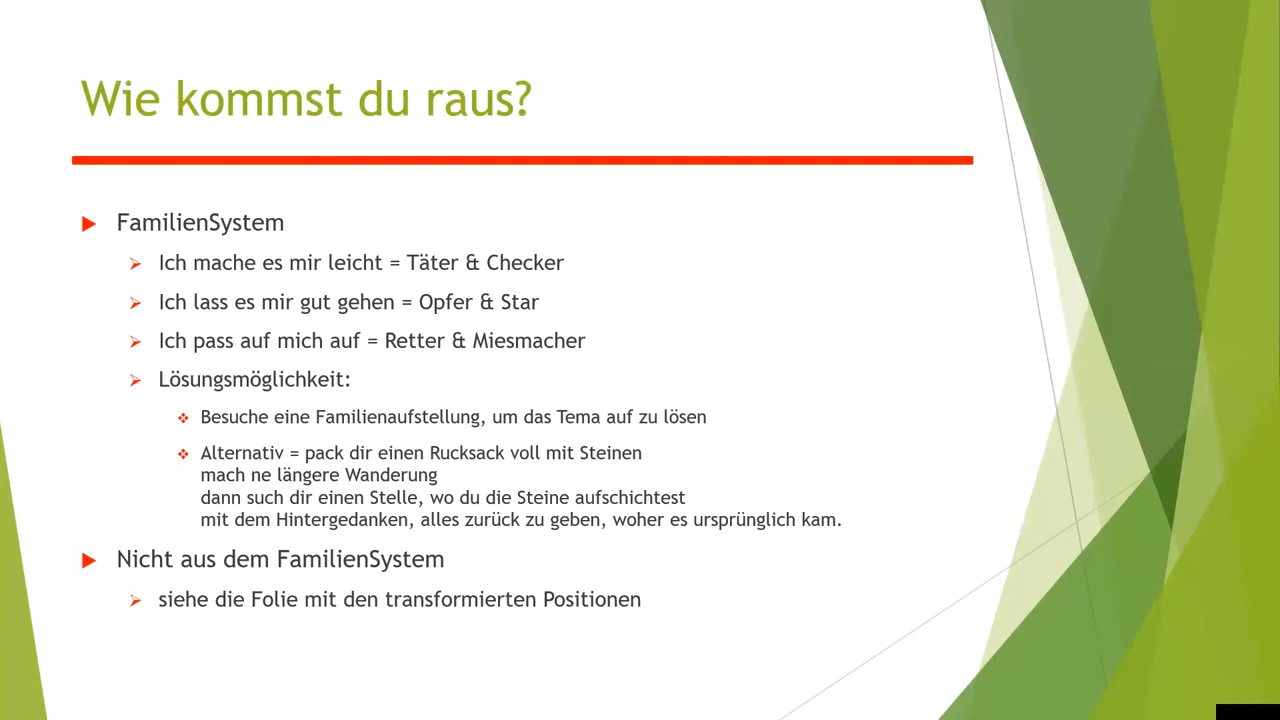 Wie kommst du raus?
FamilienSystem
Ich mache es mir leicht = Täter & Checker
Ich lass es mir gut gehen = Opfer & Star
Ich pass auf mich auf = Retter & Miesmacher
Lösungsmöglichkeit:
Besuche eine Familienaufstellung, um das Tema auf zu lösen
Alternativ = pack dir einen Rucksack voll mit Steinen
mach ne längere Wanderung
dann such dir einen Stelle, wo du die Steine aufschichtest
mit dem Hintergedanken, alles zurück zu geben, woher es ursprünglich kam.
Nicht aus dem FamilienSystem
siehe die Folie mit den transformierten Positionen